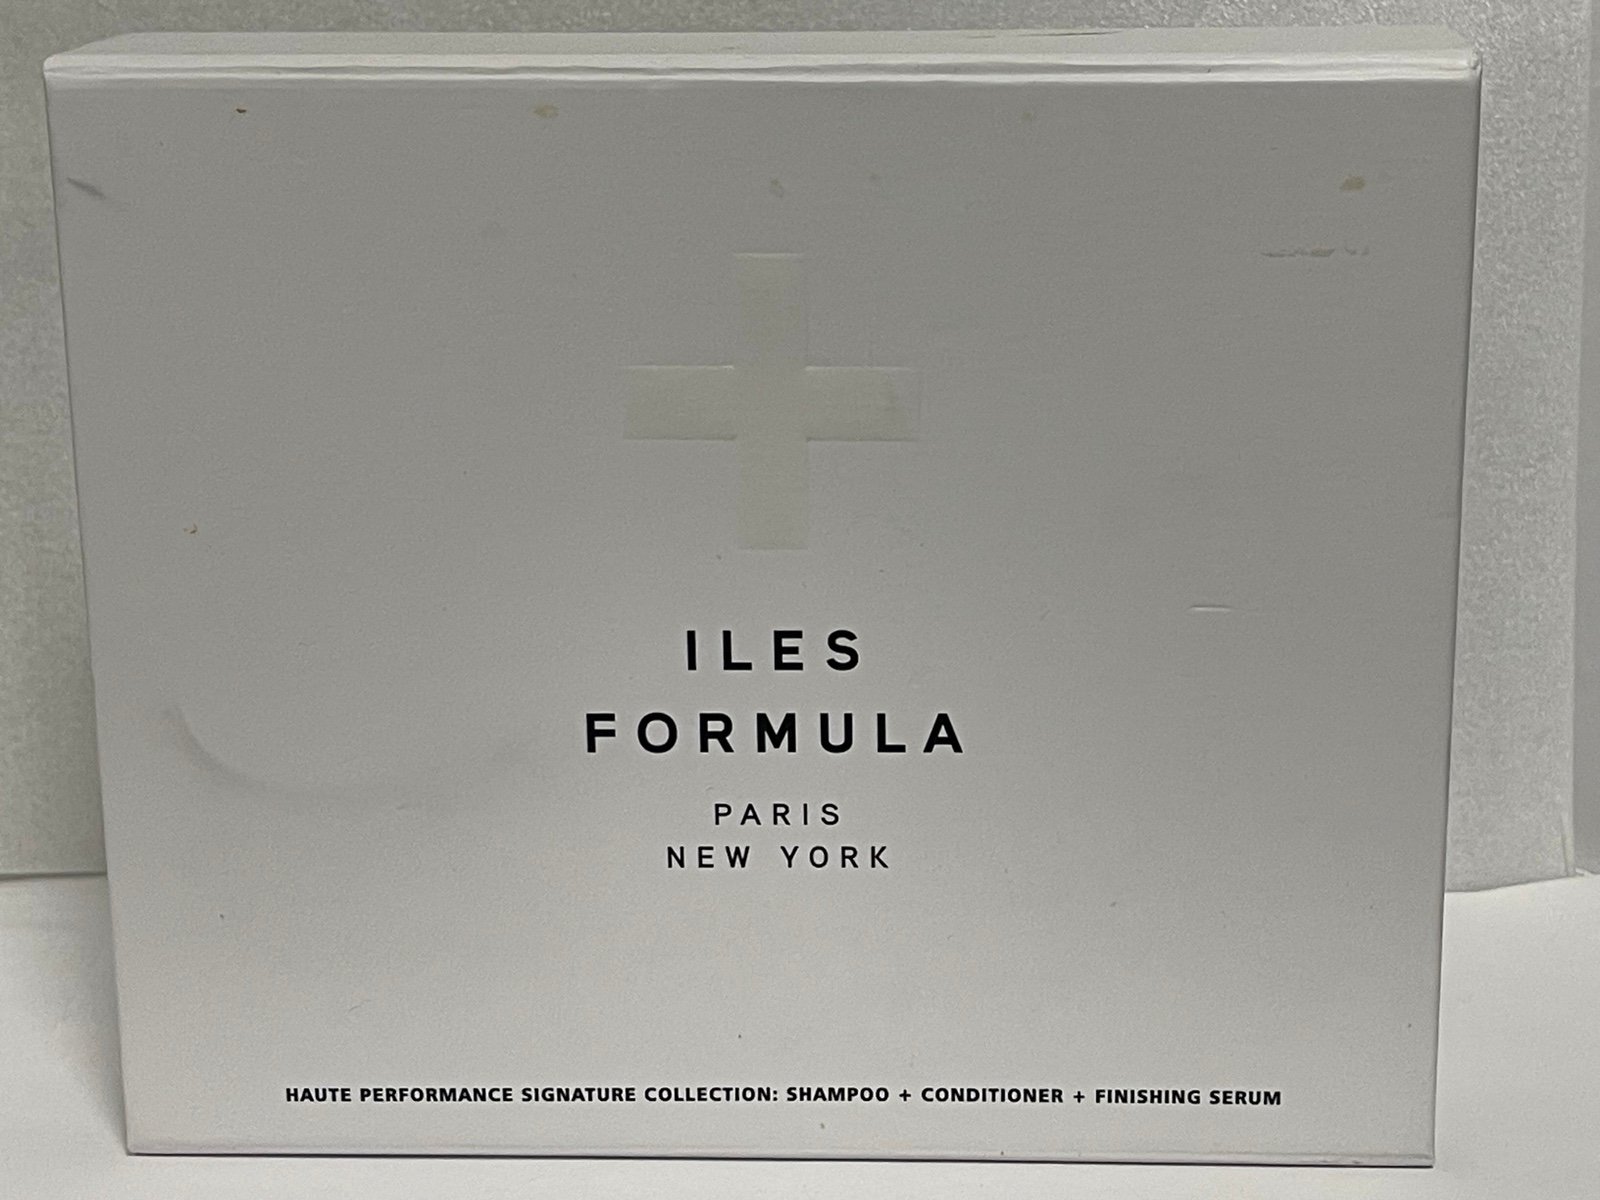 ILES
FORMULA
PARIS
NEW YORK
HAUTE PERFORMANCE SIGNATURE COLLECTION: SHAMPOO + CONDITIONER + FINISHING SERUM